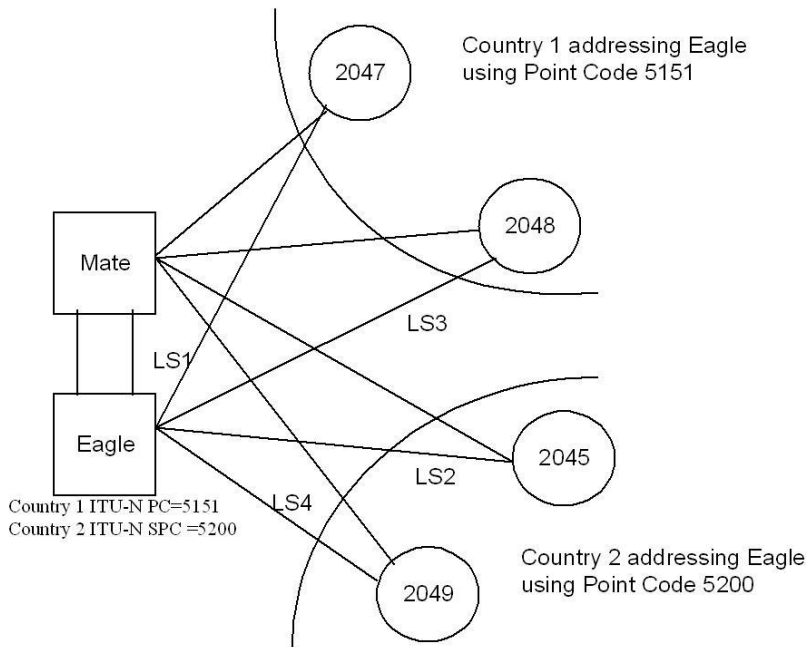 2047
Country 1 addressing Eagle
using Point Code 5151
2048
Mate
LS3
LS1
Eagle
2045
LS2
LS4
Country 1 ITU-N PC=5151
Country 2 ITU-N SPC =5200
Country 2 addressing Eagle
using Point Code 5200
2049